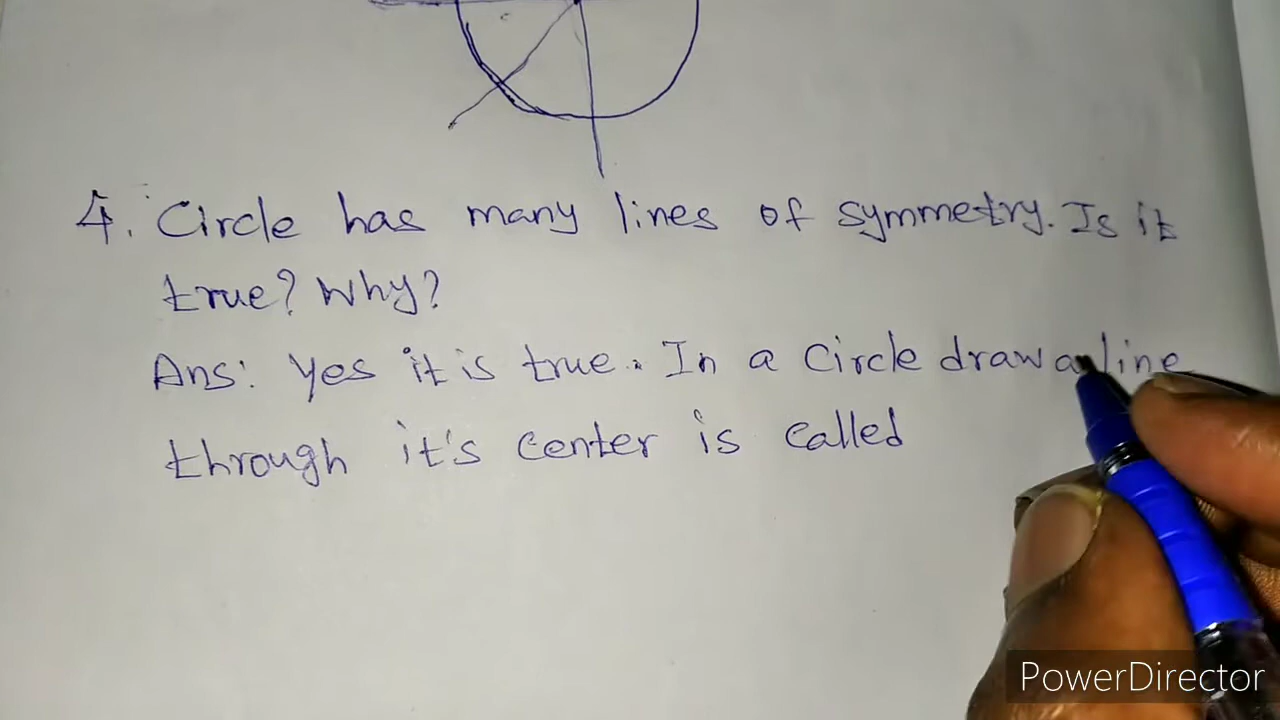 4. Circle has many lines of symmetry. Is it
true? Why?
Ans: Yes it is true. In a Circle draw a line
through it's center is called
PowerDirector